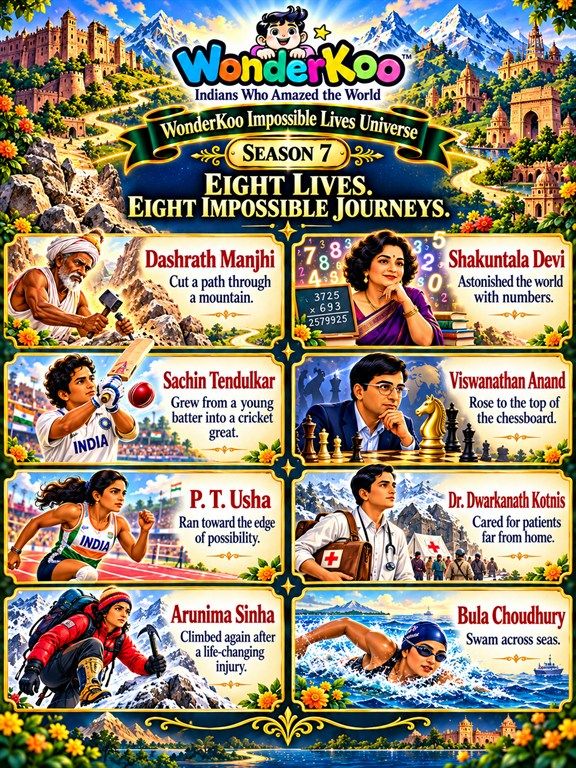 WonderKoo™
Indians Who Amazed the World
WonderKoo Impossible Lives Universe
SEASON 7
EIGHT LIVES.
EIGHT IMPOSSIBLE JOURNEYS.
Dashrath Manjhi
Cut a path through
a mountain.
3725
× 693
2579925
Shakuntala Devi
Astonished the world
with numbers.
INDIA
Sachin Tendulkar
Grew from a young
batter into a cricket
great.
Viswanathan Anand
Rose to the top of
the chessboard.
INDIA
P. T. Usha
Ran toward the edge
of possibility.
Dr. Dwarkanath Kotnis
Cared for patients
far from home.
Arunima Sinha
Climbed again after
a life-changing
injury.
Bula Choudhury
Swam across seas.